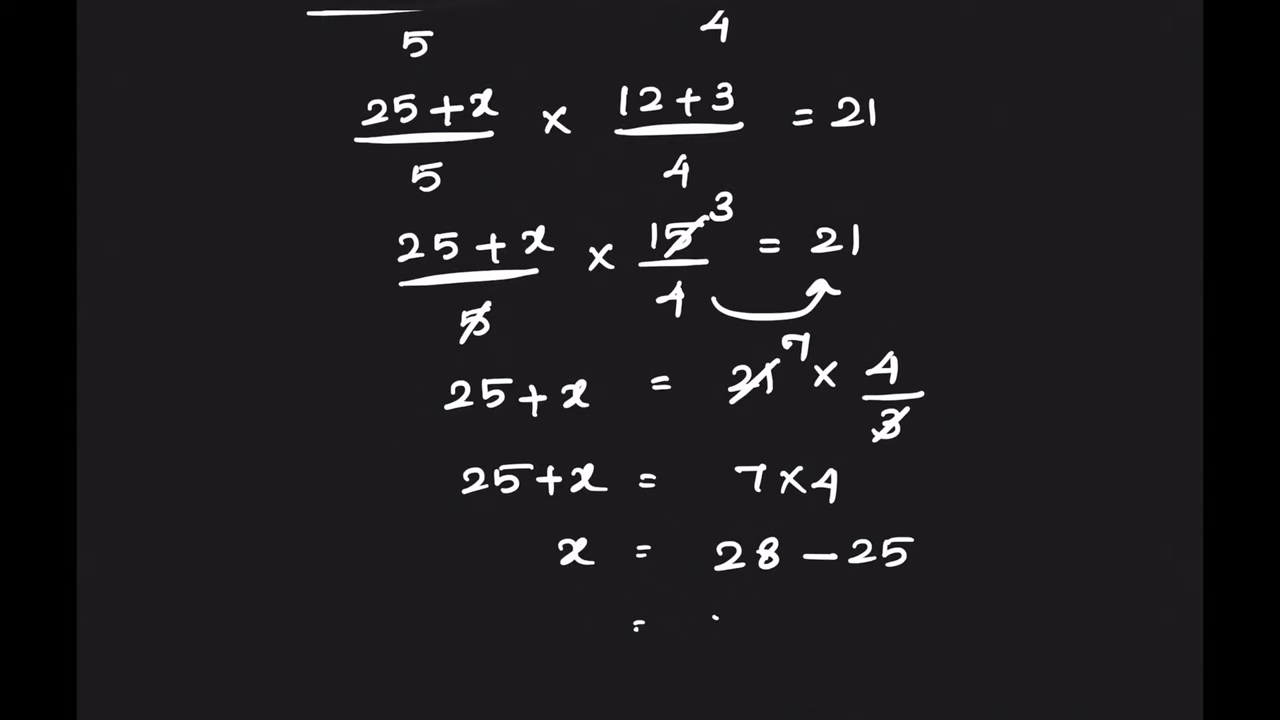 5 4
25 + x / 5 × 12 + 3 / 4 = 21
25 + x / 5 × 15 3 / 4 = 21
25 + x = 21 7 × 4 / 3
25 + x = 7 × 4
x = 28 – 25
=